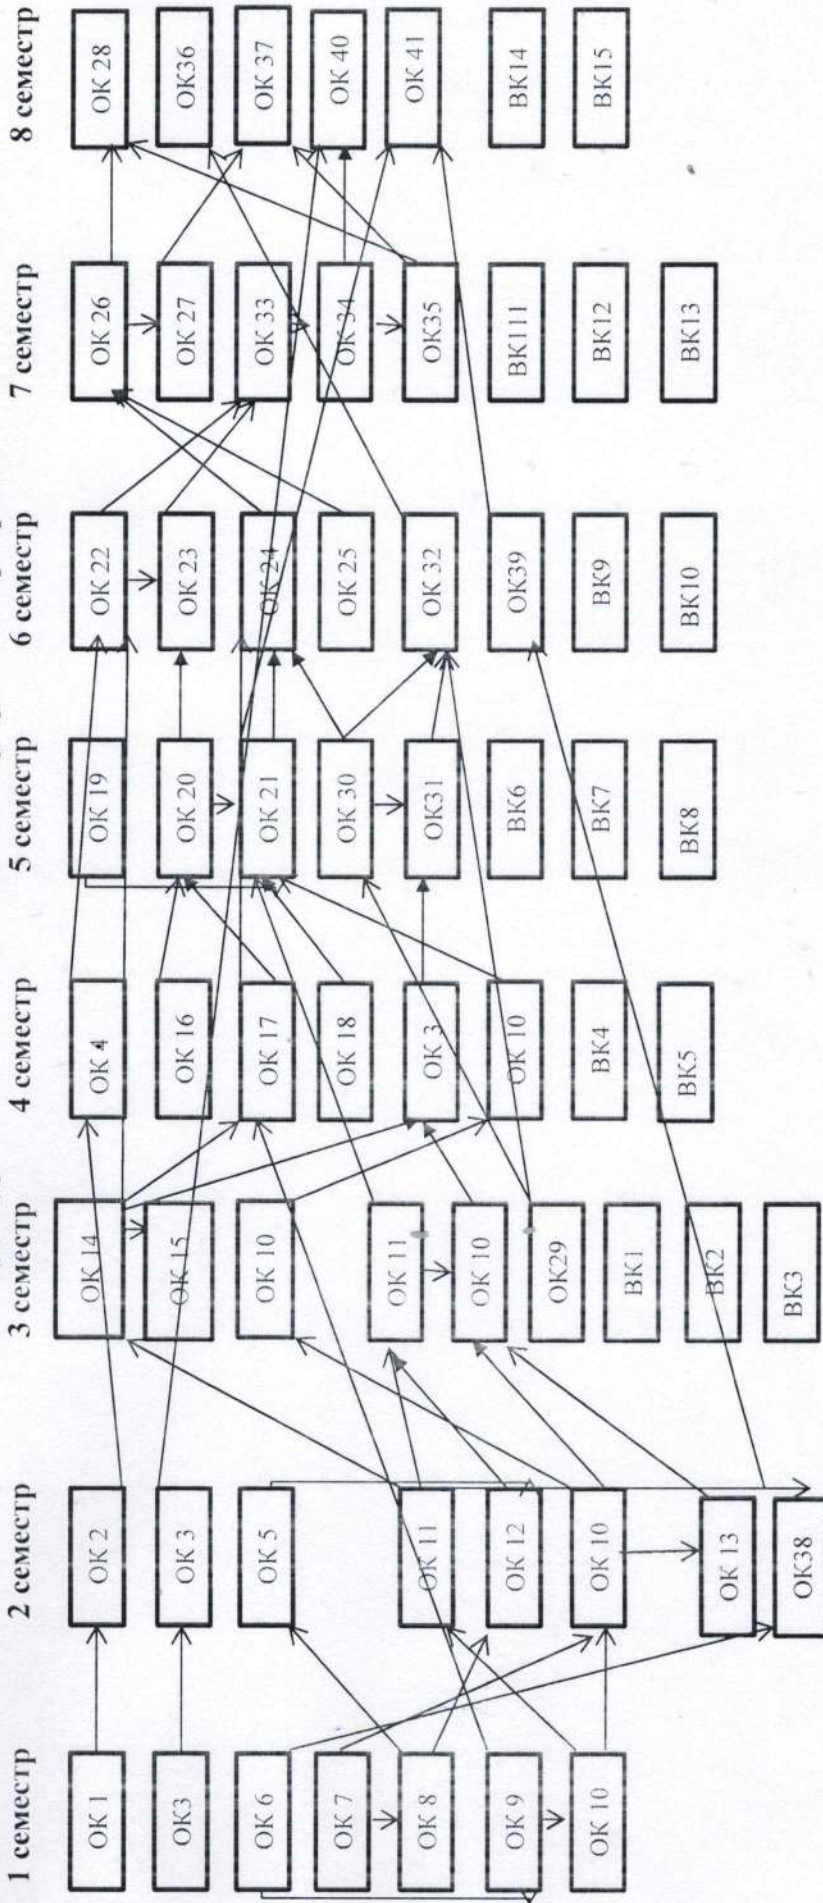 1 семестр
ОК 1
ОК3
ОК 6
ОК 7
ОК 8
ОК 9
ОК 10
2 семестр
ОК 2
ОК 3
ОК 5
ОК 11
ОК 12
ОК 10
ОК 13
ОК38
3 семестр
ОК 14
ОК 15
ОК 10
ОК 11
ОК 10
ОК29
ВК1
ВК2
ВК3
4 семестр
ОК 4
ОК 16
ОК 17
ОК 18
ОК 3
ОК 10
ВК4
ВК5
5 семестр
ОК 19
ОК 20
ОК 21
ОК 30
ОК31
ВК6
ВК7
ВК8
6 семестр
ОК 22
ОК 23
ОК 24
ОК 25
ОК 32
ОК39
ВК9
ВК10
7 семестр
ОК 26
ОК 27
ОК 33
ОК 34
ОК35
ВК111
ВК12
ВК13
8 семестр
ОК 28
ОК36
ОК 37
ОК 40
ОК 41
ВК14
ВК15